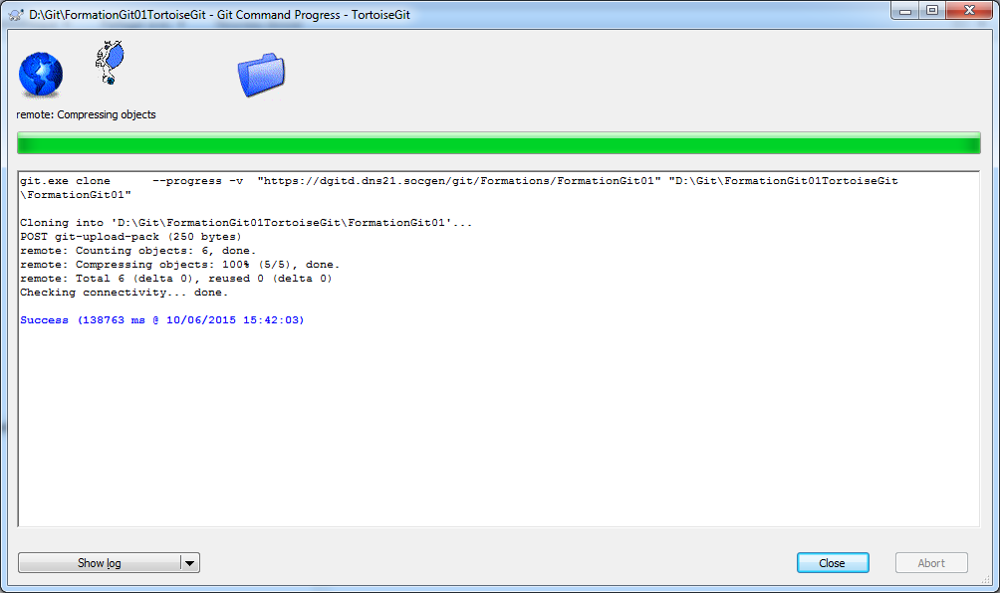 D:\Git\FormationGit01TortoiseGit - Git Command Progress - TortoiseGit
remote: Compressing objects
git.exe clone     --progress -v  "https://dgitd.dns21.socgen/git/Formations/FormationGit01" "D:\Git\FormationGit01TortoiseGit
\FormationGit01"
Cloning into 'D:\Git\FormationGit01TortoiseGit\FormationGit01'...
POST git-upload-pack (250 bytes)
remote: Counting objects: 6, done.
remote: Compressing objects: 100% (5/5), done.
remote: Total 6 (delta 0), reused 0 (delta 0)
Checking connectivity... done.
Success (138763 ms @ 10/06/2015 15:42:03)
Show log
Close
Abort